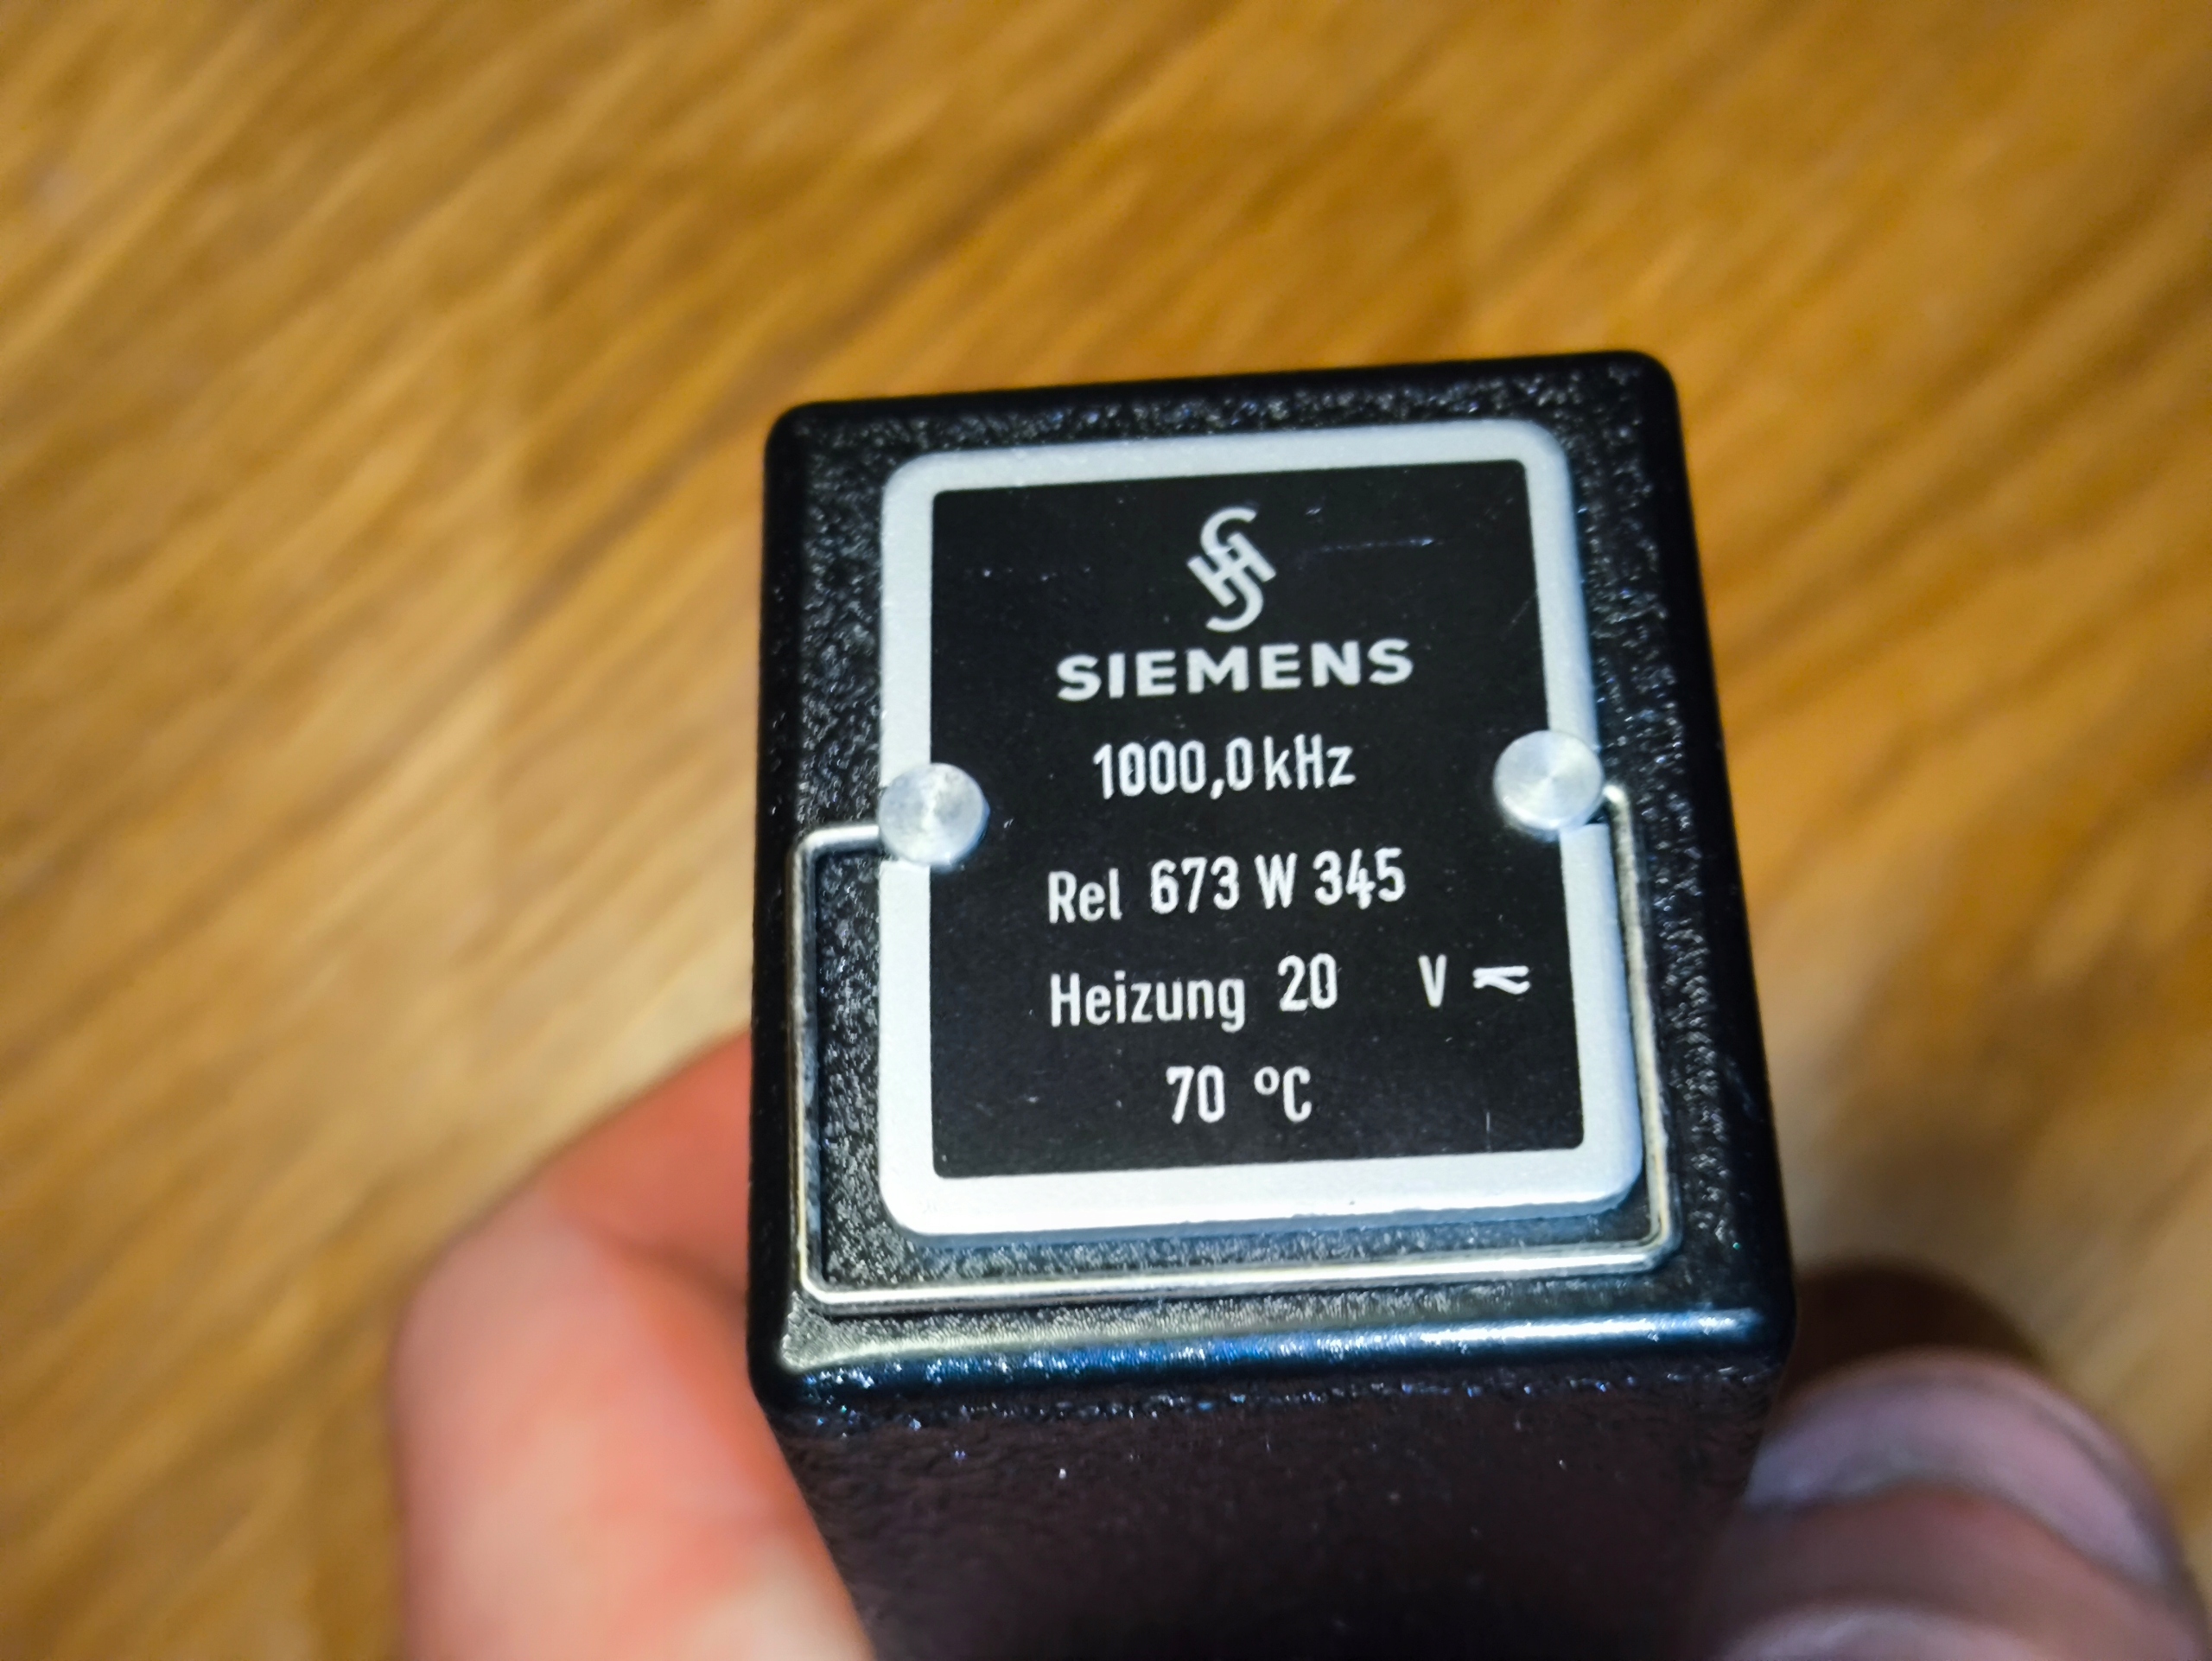 SIEMENS
1000,0 kHz
Rel 673 W 345
Heizung 20 V ≂
70 °C